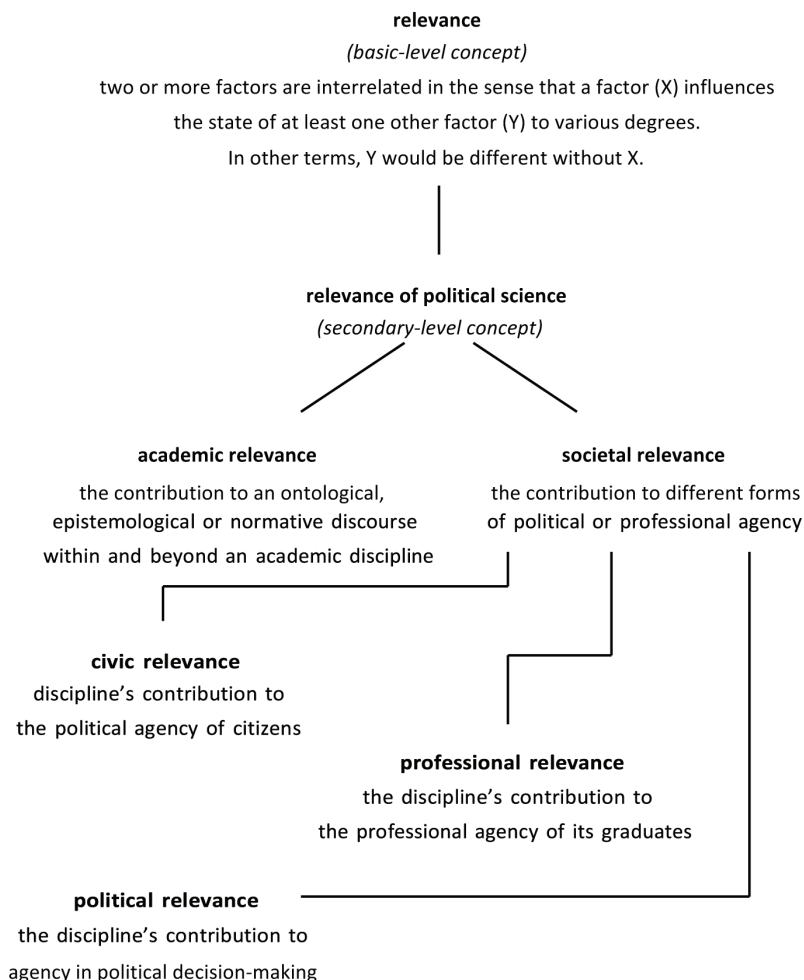 relevance
(basic-level concept)
two or more factors are interrelated in the sense that a factor (X) influences
the state of at least one other factor (Y) to various degrees.
In other terms, Y would be different without X.
relevance of political science
(secondary-level concept)
academic relevance
the contribution to an ontological,
epistemological or normative discourse
within and beyond an academic discipline
societal relevance
the contribution to different forms
of political or professional agency
civic relevance
discipline's contribution to
the political agency of citizens
professional relevance
the discipline's contribution to
the professional agency of its graduates
political relevance
the discipline's contribution to
agency in political decision-making